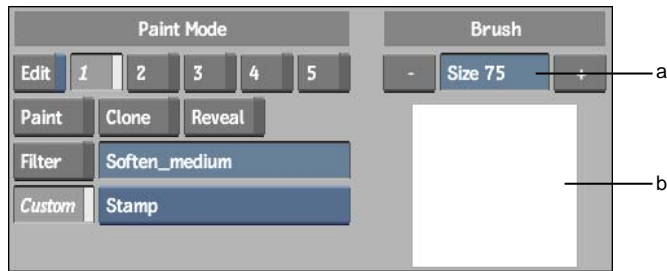 Paint Mode Brush
Edit 1 2 3 4 5 - Size 75 + a
Paint Clone Reveal
Filter Soften_medium
b
Custom Stamp